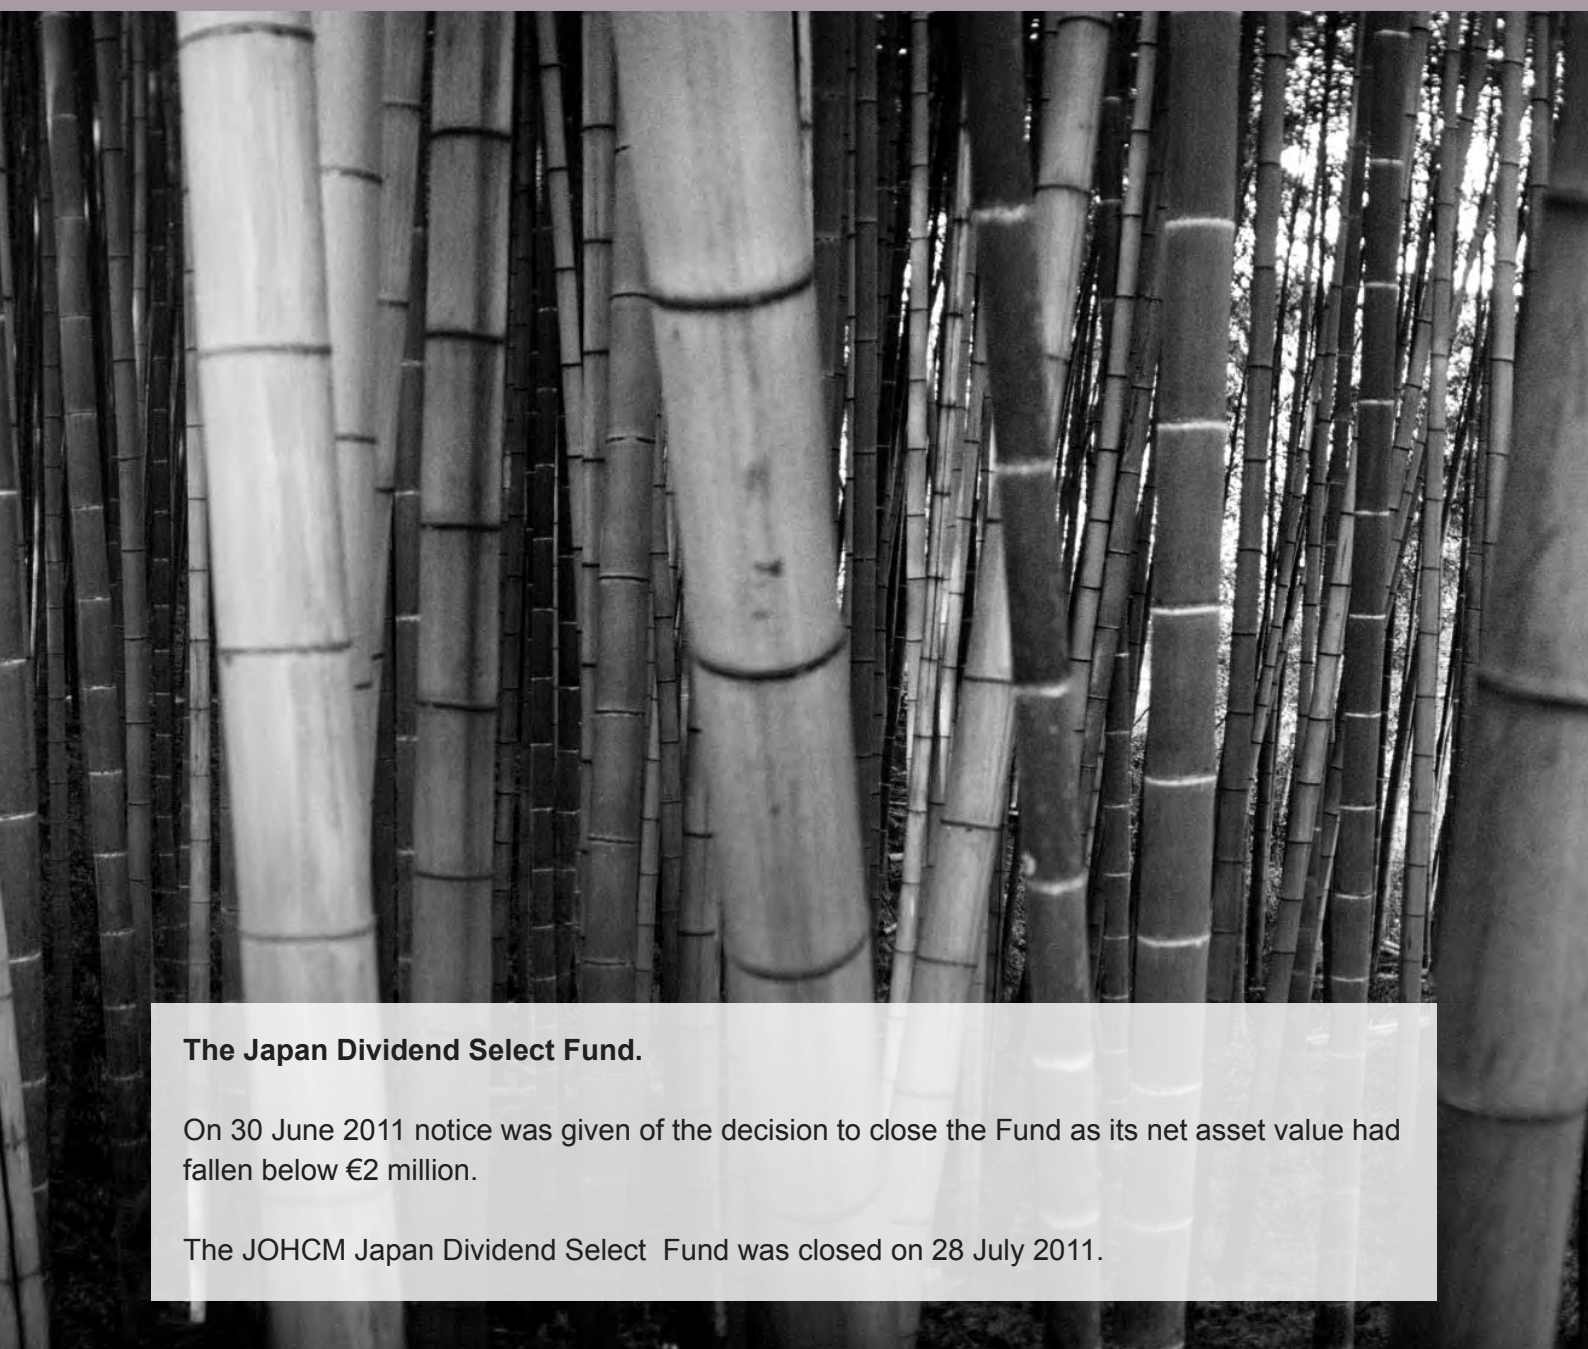 The Japan Dividend Select Fund.
On 30 June 2011 notice was given of the decision to close the Fund as its net asset value had
fallen below €2 million.
The JOHCM Japan Dividend Select  Fund was closed on 28 July 2011.